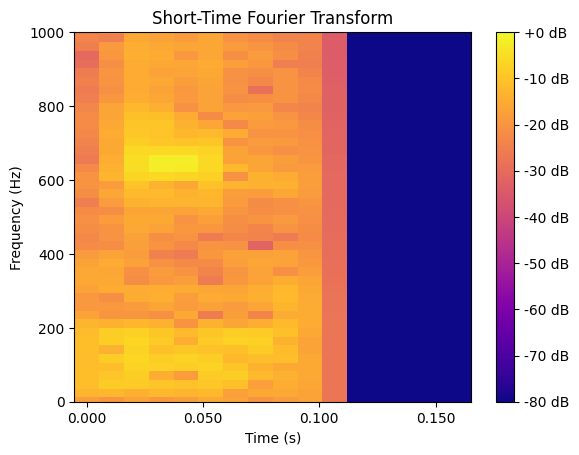 Short-Time Fourier Transform
Frequency (Hz)
1000
800
600
400
200
0
0.000
0.050
0.100
0.150
Time (s)
+0 dB
-10 dB
-20 dB
-30 dB
-40 dB
-50 dB
-60 dB
-70 dB
-80 dB